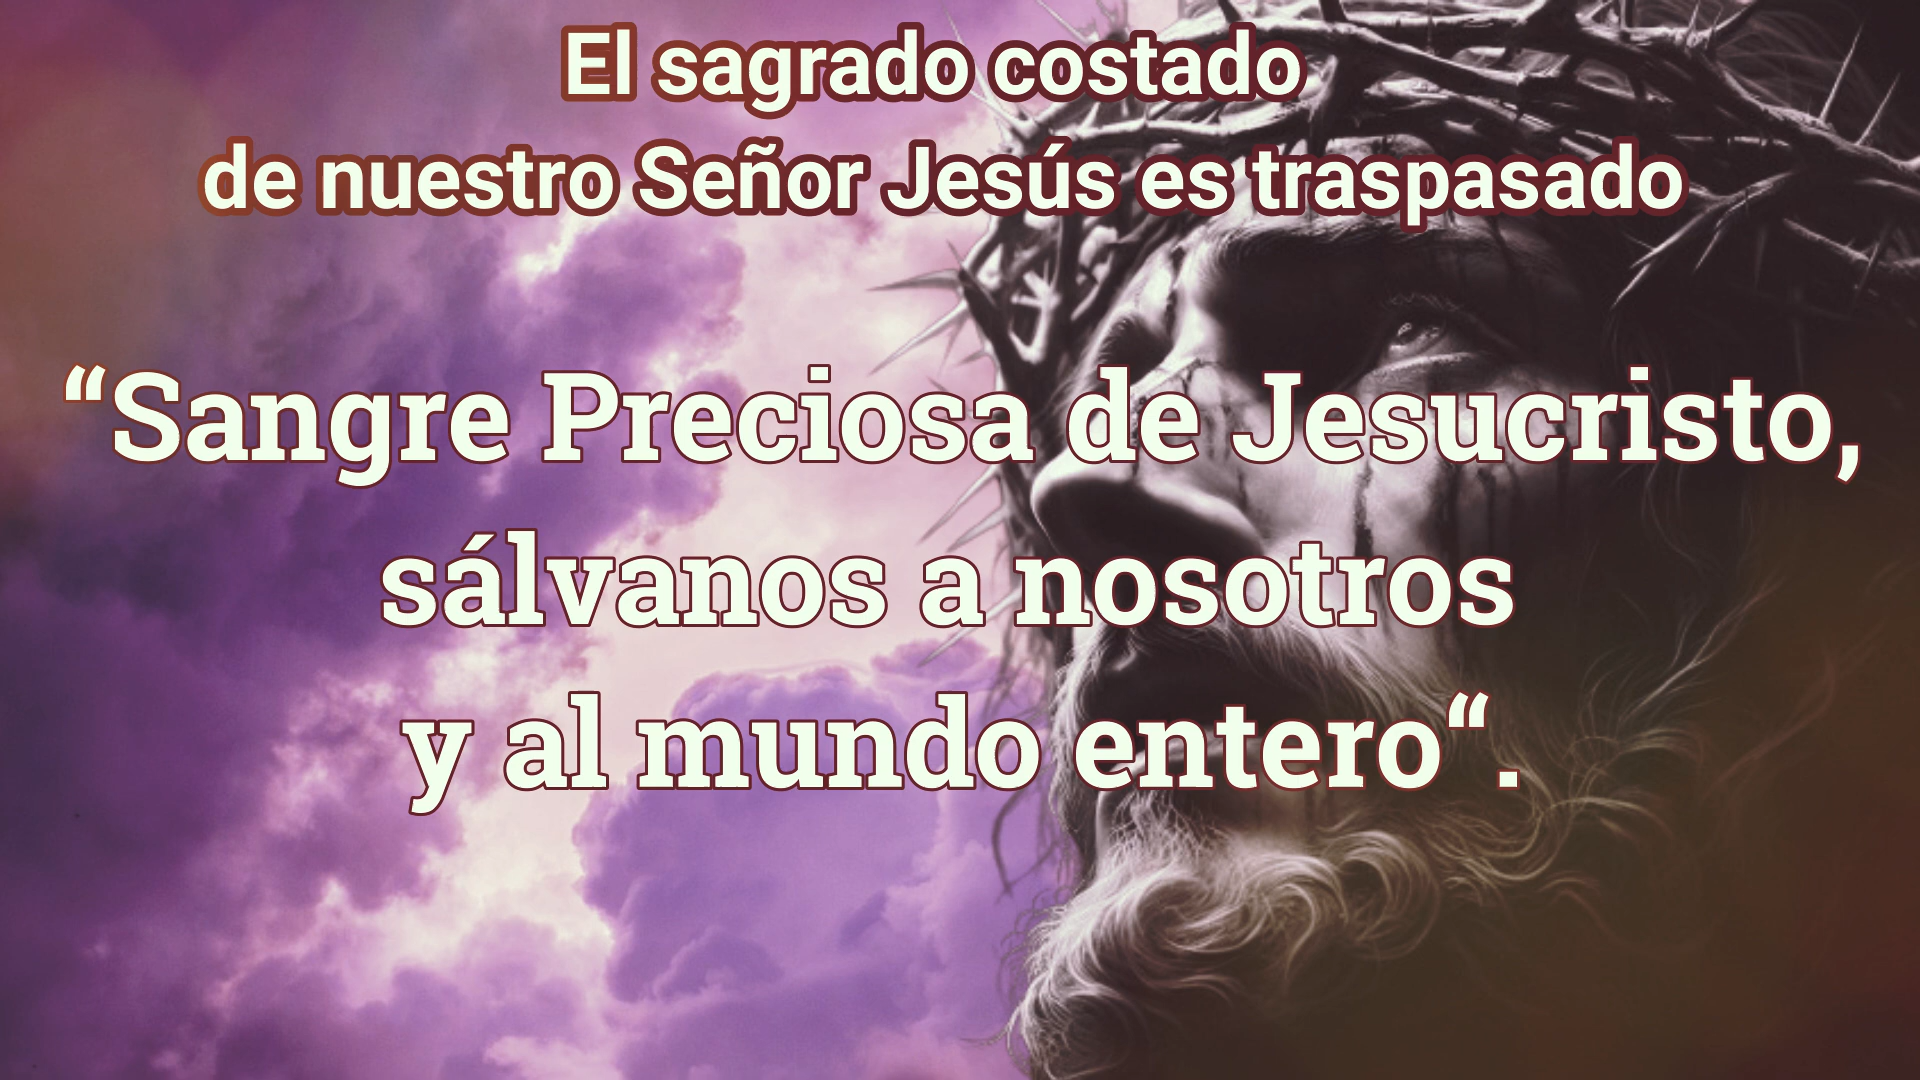 El sagrado costado
de nuestro Señor Jesús es traspasado
“Sangre Preciosa de Jesucristo,
sálvanos a nosotros
y al mundo entero“.